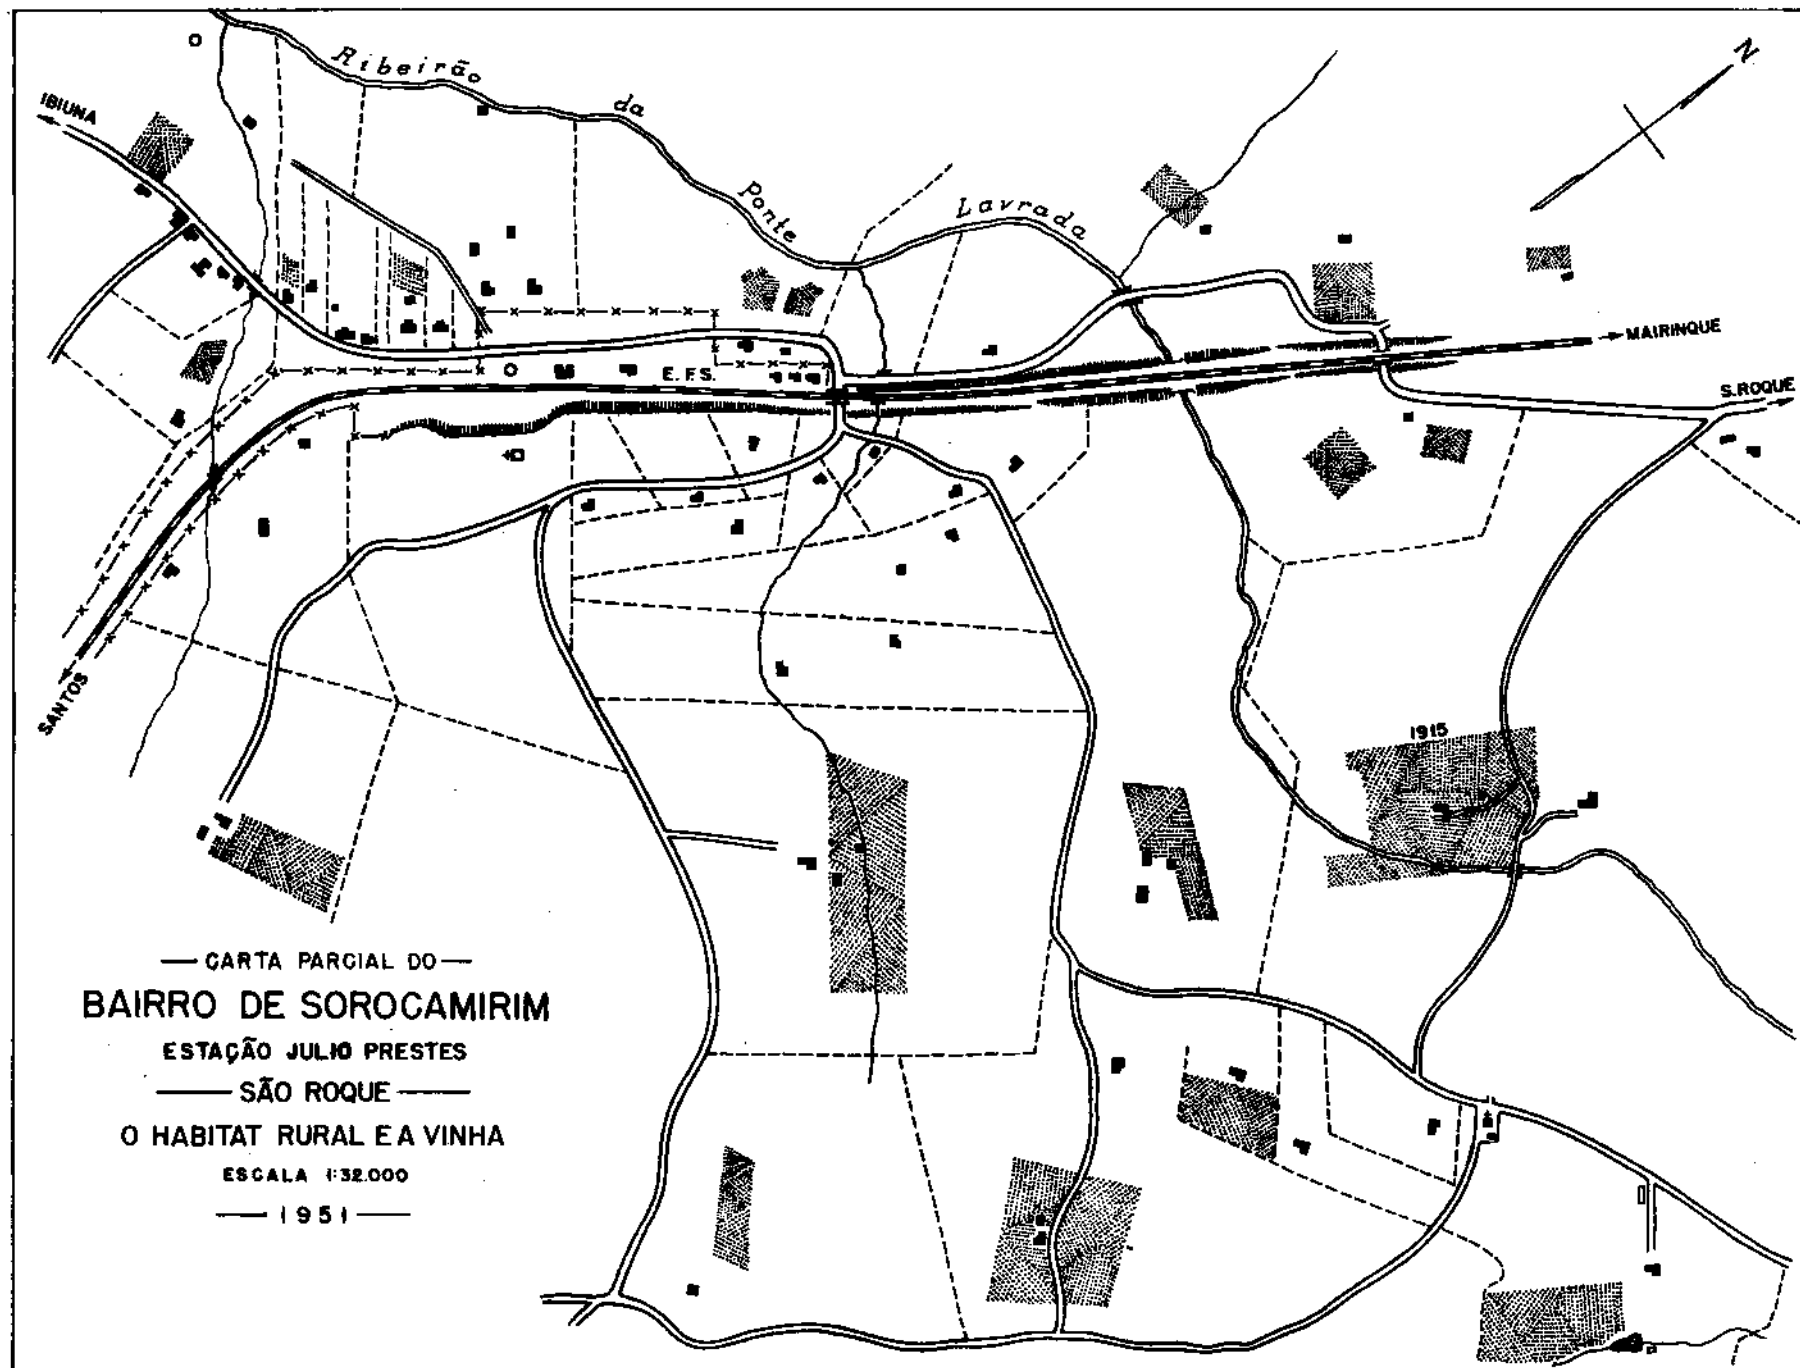 N
Ribeirão da Ponte Lavrada
IBIUNA
E.F.S.
MAIRINQUE
S. ROQUE
SANTOS
1915
— CARTA PARCIAL DO —
BAIRRO DE SOROCAMIRIM
ESTAÇÃO JULIO PRESTES
— SÃO ROQUE —
O HABITAT RURAL E A VINHA
ESCALA 1:32.000
— 1951 —